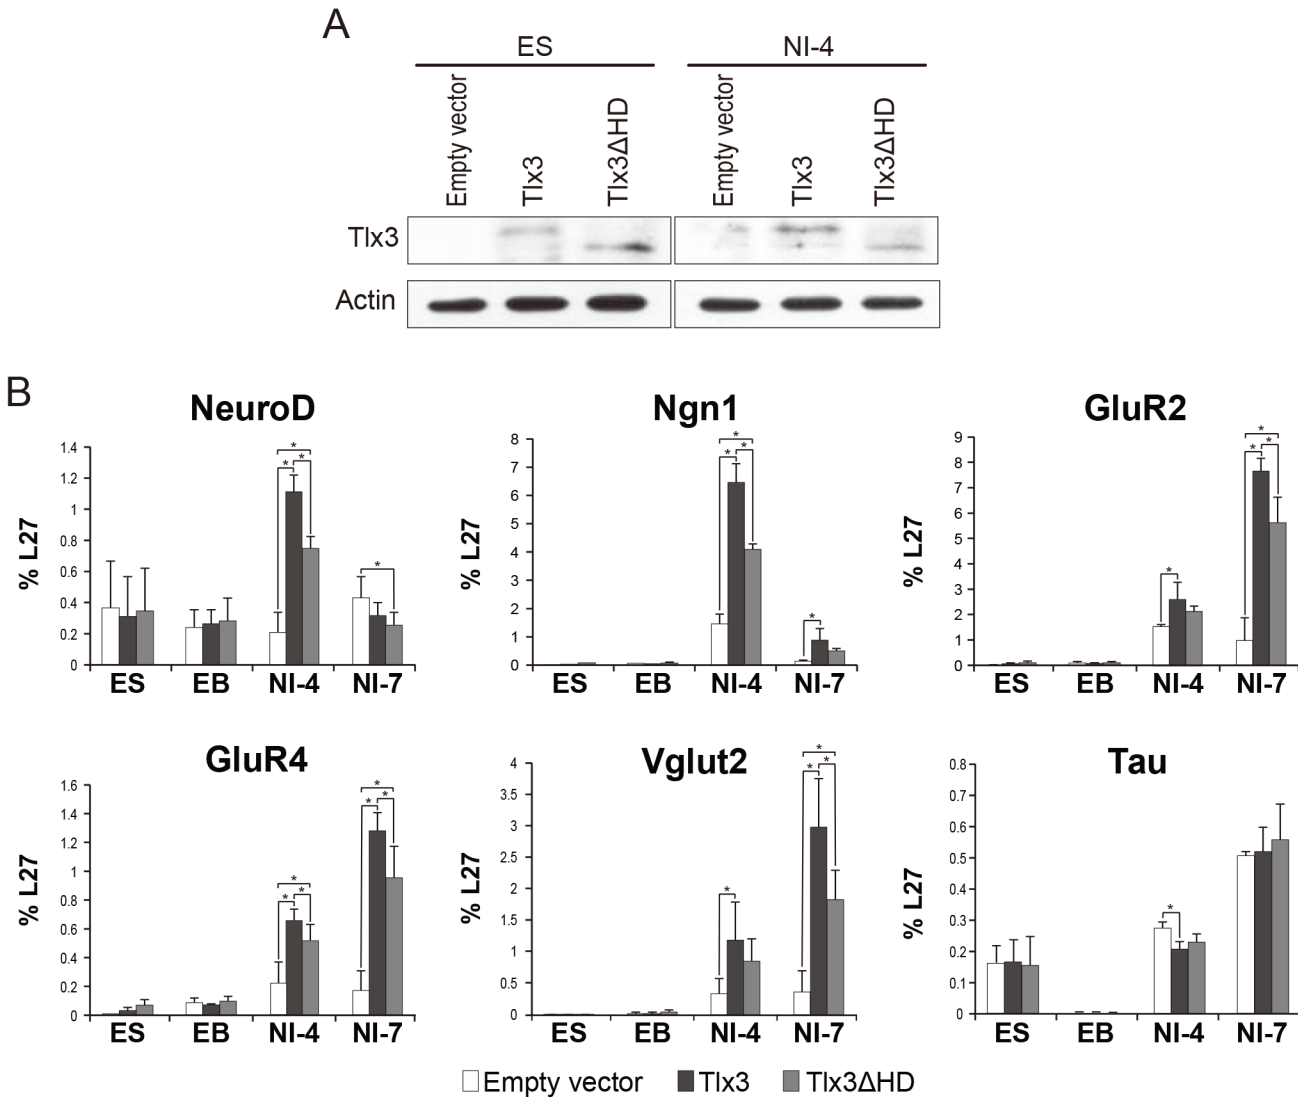 A
ES
NI-4
Empty vector
Tlx3
Tlx3ΔHD
Empty vector
Tlx3
Tlx3ΔHD
Tlx3
Actin
B
NeuroD
% L27
1.4
1.2
1
0.8
0.6
0.4
0.2
0
* * *
*
ES EB NI-4 NI-7
Ngn1
% L27
8
7
6
5
4
3
2
1
0
* * *
*
ES EB NI-4 NI-7
GluR2
% L27
9
8
7
6
5
4
3
2
1
0
*
* * *
ES EB NI-4 NI-7
GluR4
% L27
1.6
1.4
1.2
1
0.8
0.6
0.4
0.2
0
* * *
* * *
ES EB NI-4 NI-7
Vglut2
% L27
4
3.5
3
2.5
2
1.5
1
0.5
0
*
* * *
ES EB NI-4 NI-7
Tau
% L27
0.8
0.7
0.6
0.5
0.4
0.3
0.2
0.1
0
*
ES EB NI-4 NI-7
Empty vector Tlx3 Tlx3ΔHD